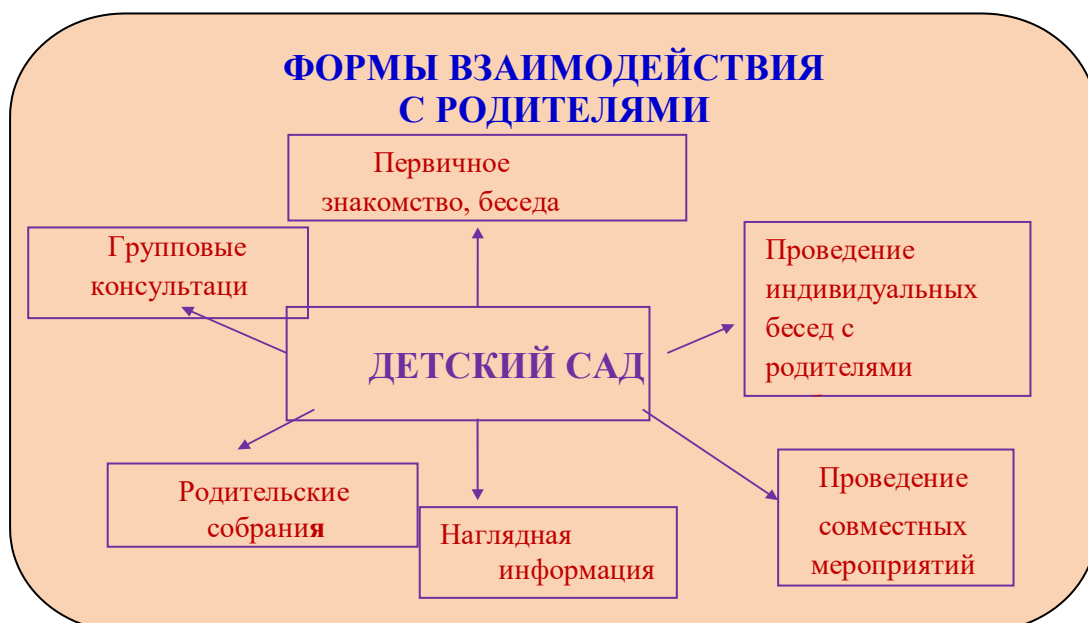 ФОРМЫ ВЗАИМОДЕЙСТВИЯ
С РОДИТЕЛЯМИ
Первичное
знакомство, беседа
Групповые
консультаци
Проведение
индивидуальных
бесед с
родителями
ДЕТСКИЙ САД
Родительские
собрания
Наглядная
информация
Проведение
совместных
мероприятий